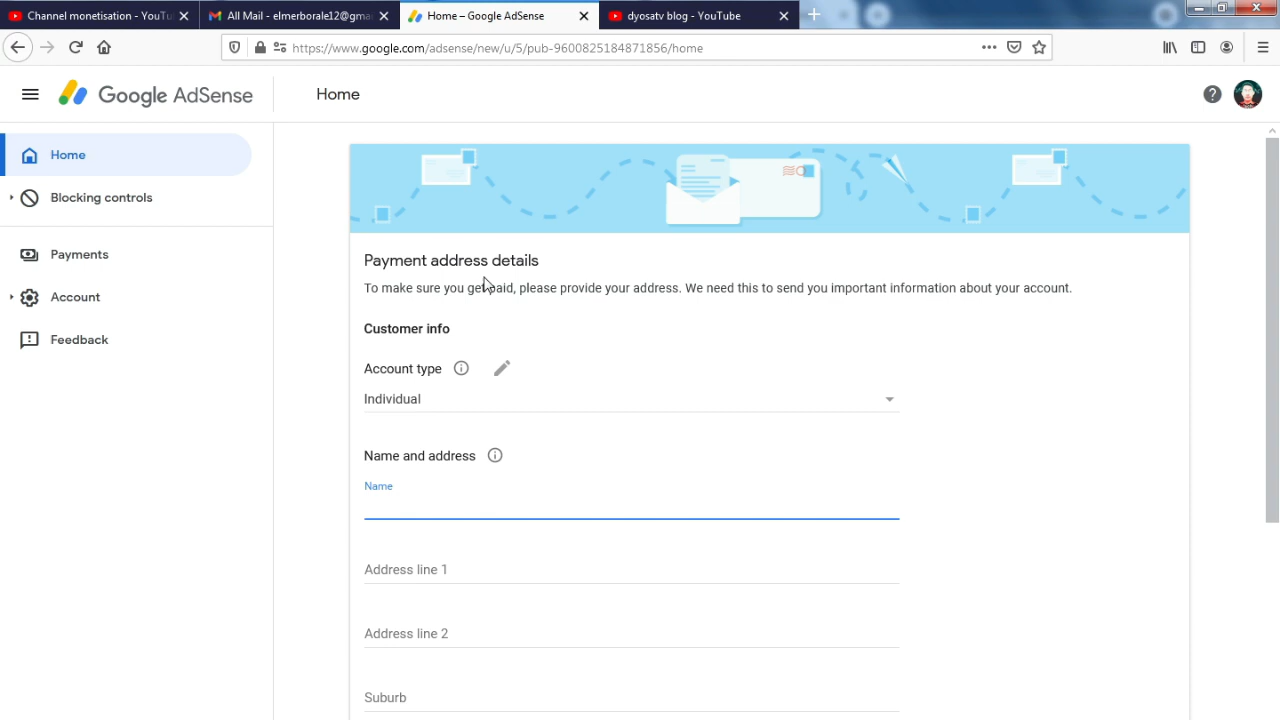 Channel monetisation - YouTu
All Mail - elmerborale12@gma
Home – Google AdSense
dyosatv blog - YouTube
https://www.google.com/adsense/new/u/5/pub-9600825184871856/home
Google AdSense
Home
Home
Blocking controls
Payments
Account
Feedback
Payment address details
To make sure you get paid, please provide your address. We need this to send you important information about your account.
Customer info
Account type
Individual
Name and address
Name
Address line 1
Address line 2
Suburb